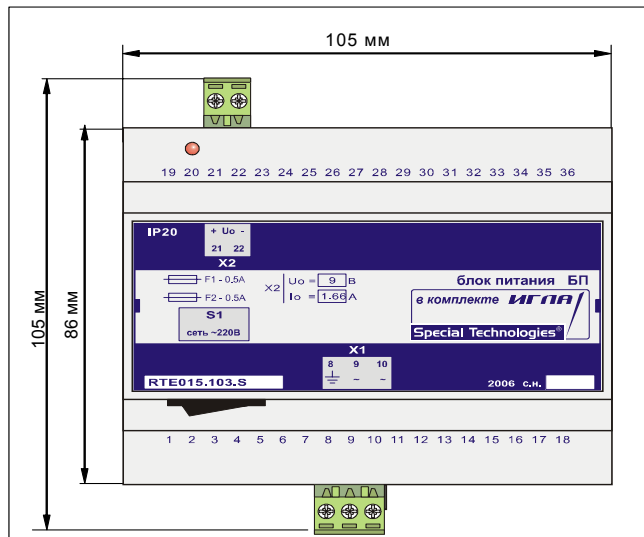 105 мм
105 мм
86 мм
19 20 21 22 23 24 25 26 27 28 29 30 31 32 33 34 35 36
IP20
+ Uo -
21 22
X2
F1 - 0,5А
F2 - 0,5А
X2
Uo = 9 В
Io = 1.66 А
S1
сеть ~220В
блок питания БП
в комплекте ИГЛА
Special Technologies®
X1
8 9 10
~ ~
RTE015.103.S
2006 с.н.
1 2 3 4 5 6 7 8 9 10 11 12 13 14 15 16 17 18